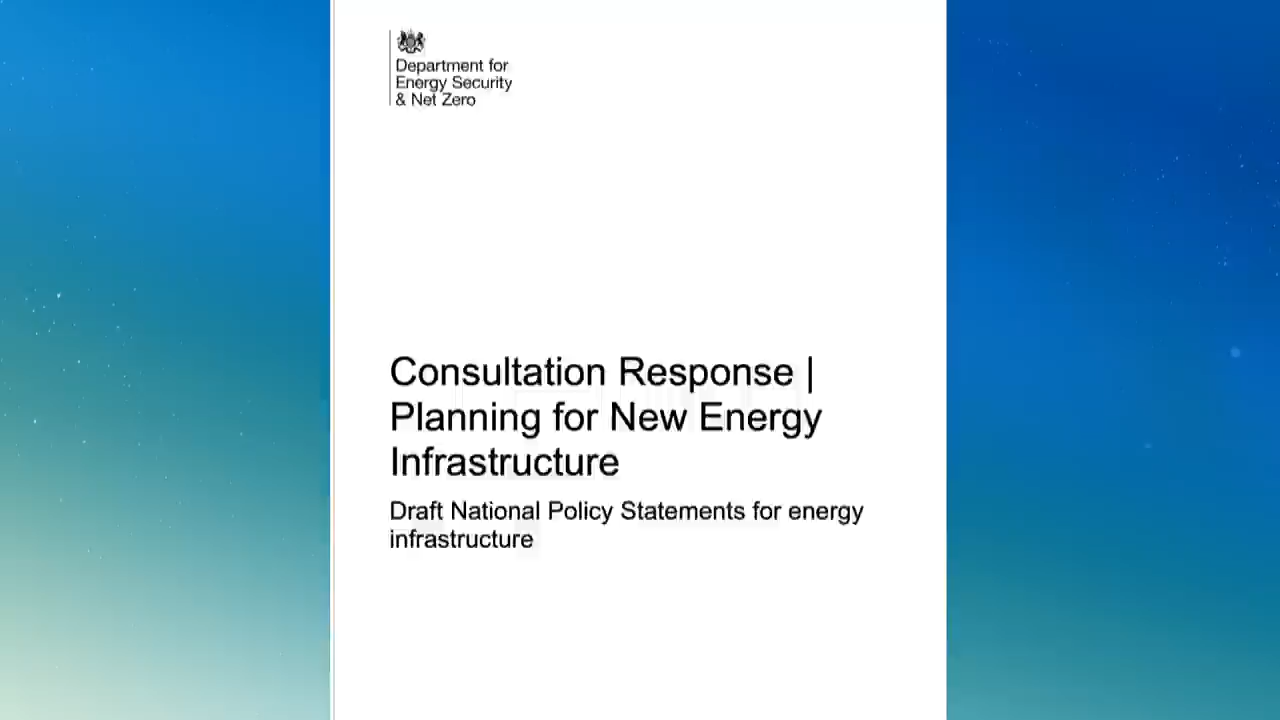 Department for
Energy Security
& Net Zero
Consultation Response |
Planning for New Energy
Infrastructure
Draft National Policy Statements for energy
infrastructure